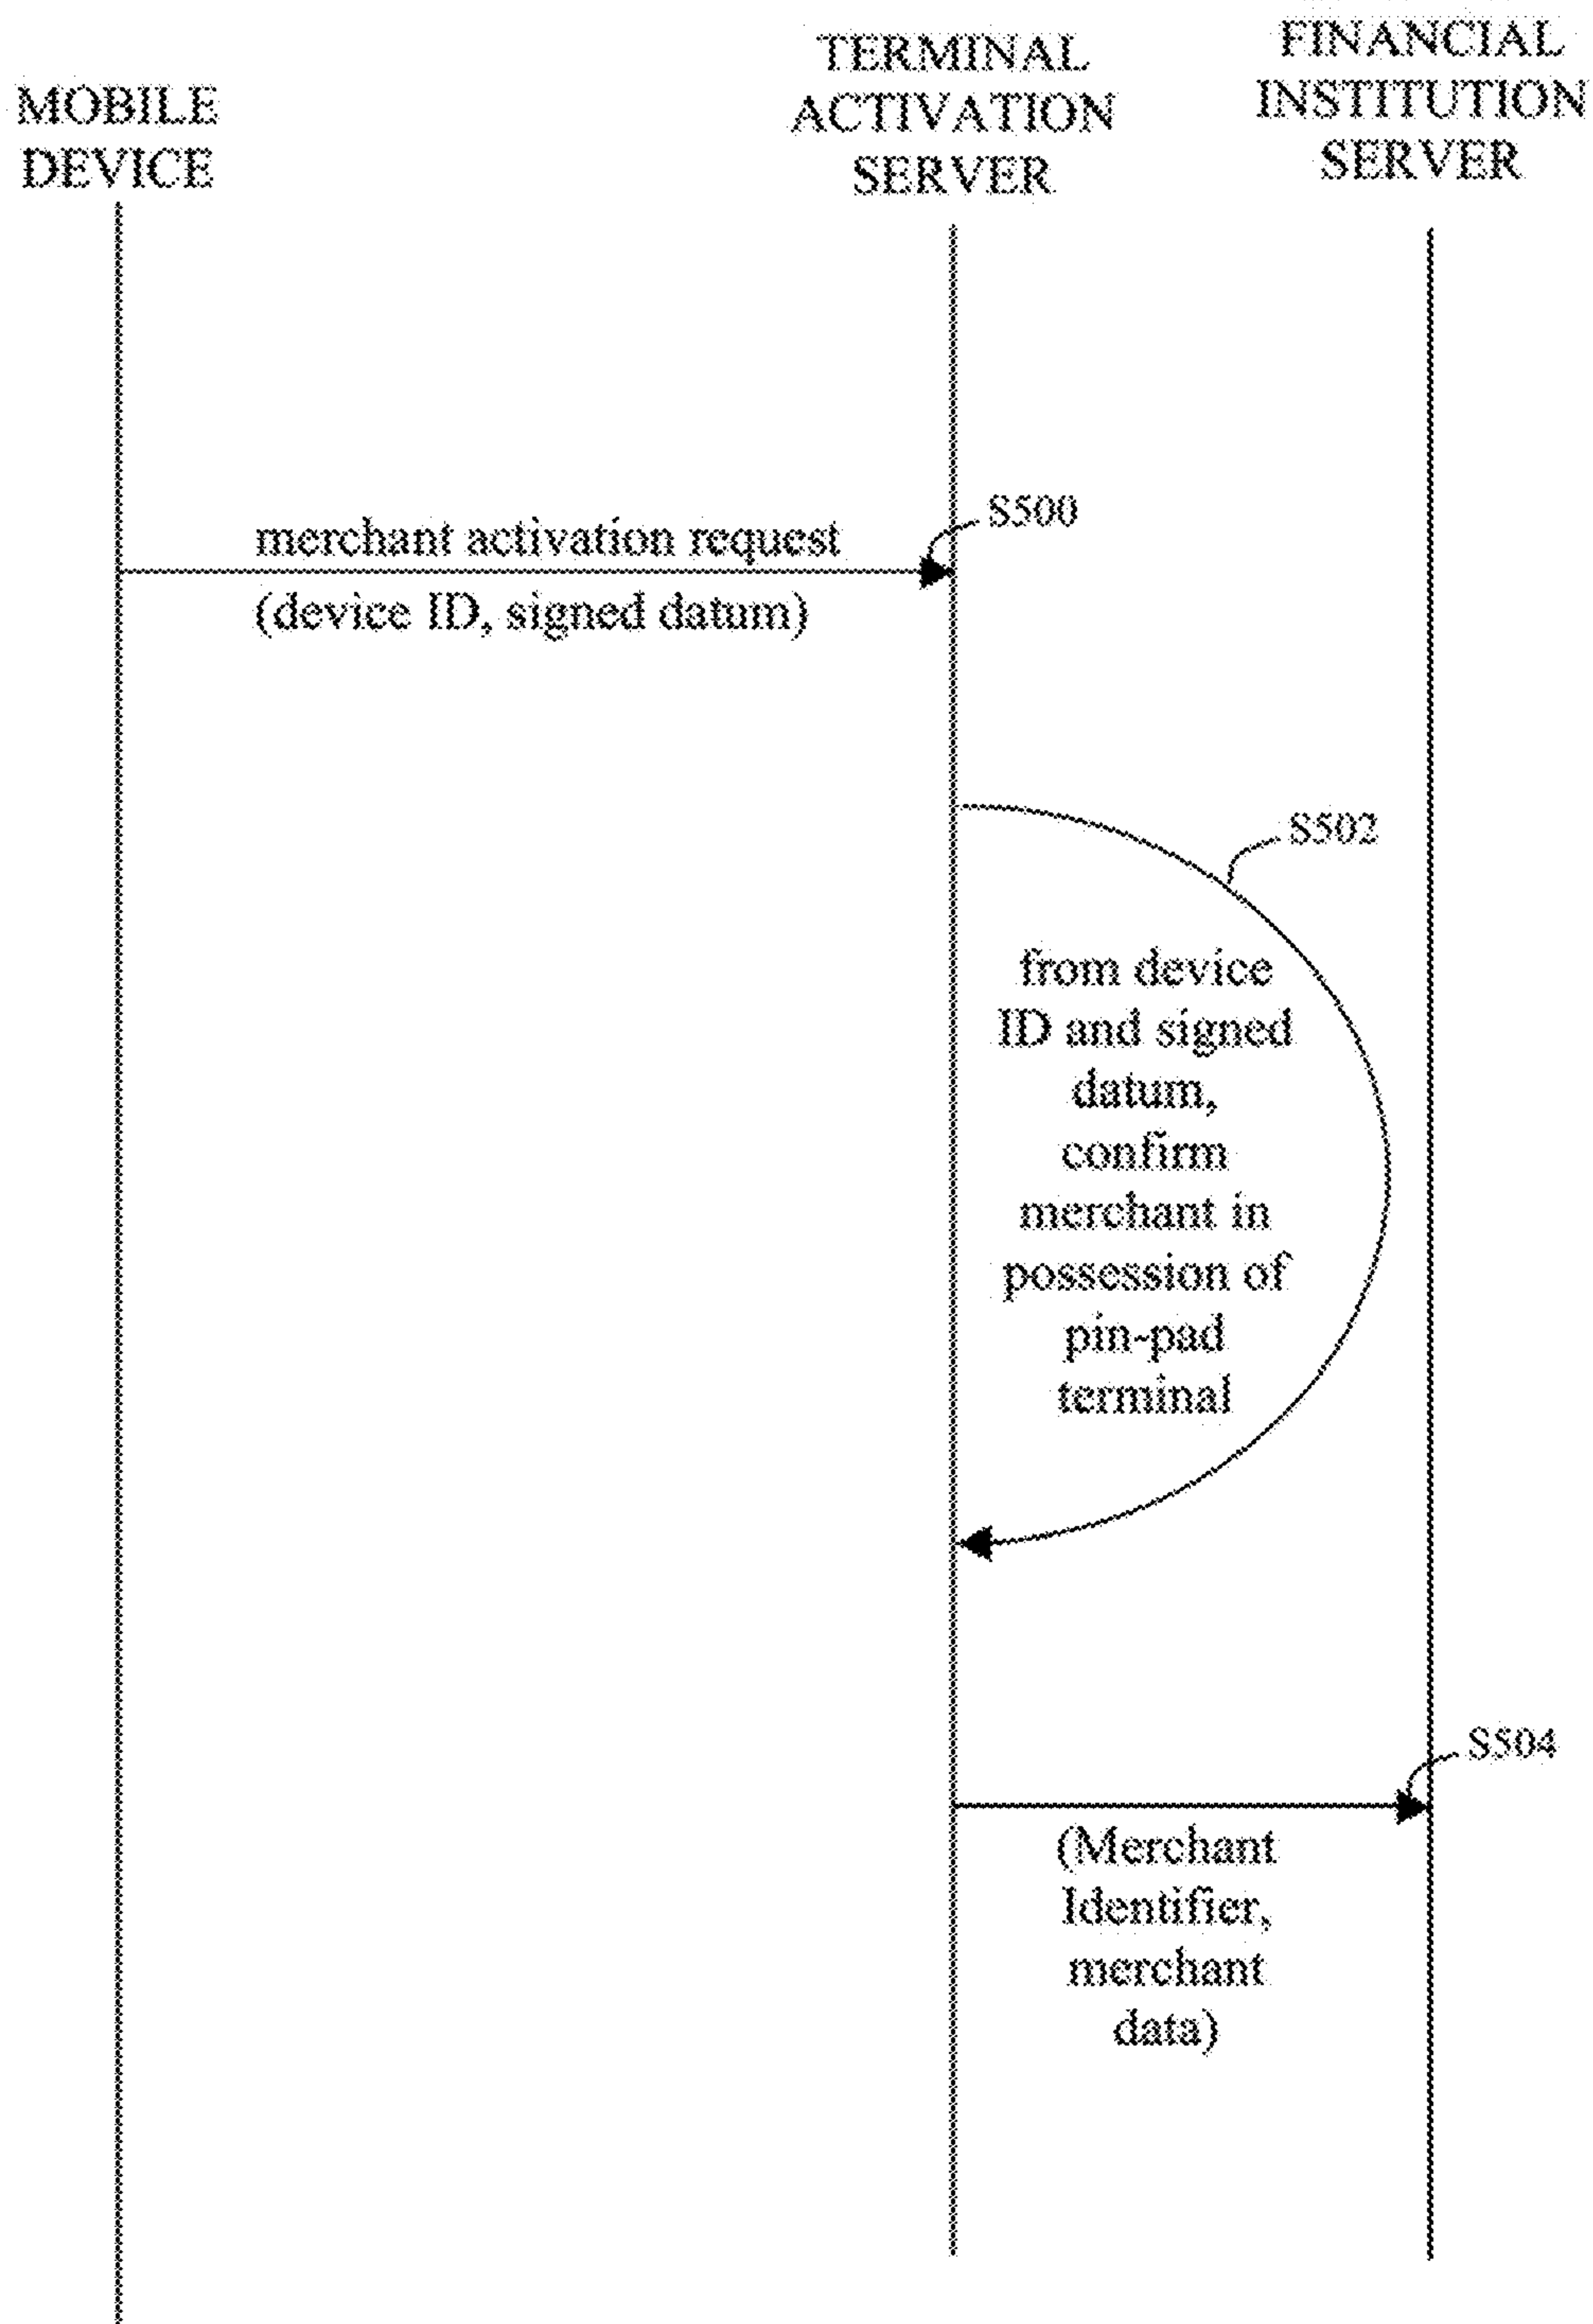 MOBILE
DEVICE
TERMINAL
ACTIVATION
SERVER
FINANCIAL
INSTITUTION
SERVER
S500
merchant activation request
(device ID, signed datum)
S502
from device
ID and signed
datum,
confirm
merchant in
possession of
pin-pad
terminal
S504
(Merchant
Identifier,
merchant
data)